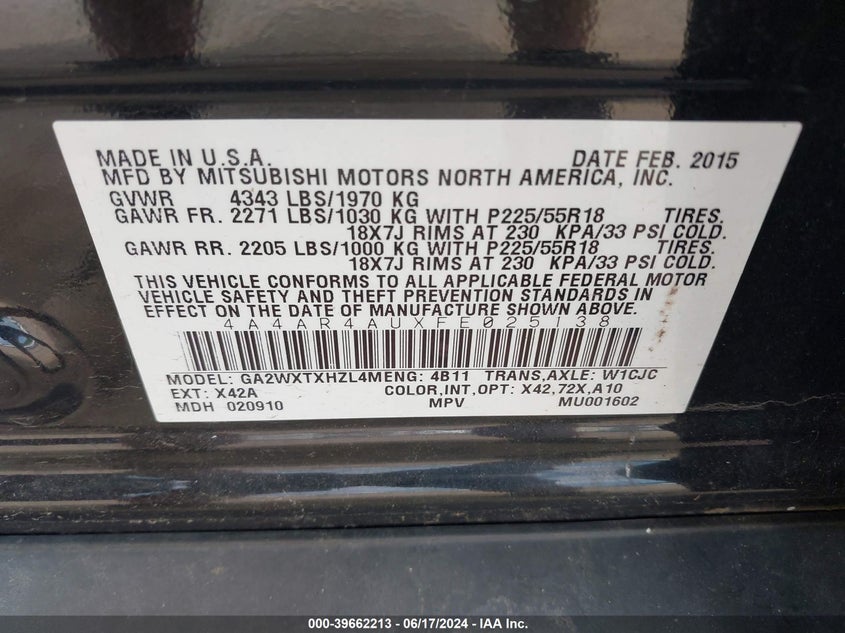 MADE IN U.S.A. DATE FEB. 2015
MFD BY MITSUBISHI MOTORS NORTH AMERICA, INC.
GVWR 4343 LBS/1970 KG
GAWR FR. 2271 LBS/1030 KG WITH P225/55R18 TIRES.
18X7J RIMS AT 230 KPA/33 PSI COLD.
GAWR RR. 2205 LBS/1000 KG WITH P225/55R18 TIRES.
18X7J RIMS AT 230 KPA/33 PSI COLD.
THIS VEHICLE CONFORMS TO ALL APPLICABLE FEDERAL MOTOR
VEHICLE SAFETY AND THEFT PREVENTION STANDARDS IN
EFFECT ON THE DATE OF MANUFACTURE SHOWN ABOVE.
4A4AR4AUXFE025138
MODEL: GA2WXTXHZL4M ENG: 4B11 TRANS,AXLE: W1CJC
EXT: X42A COLOR,INT,OPT: X42,72X,A10
MDH 020910 MPV MU001602
000-39662213 - 06/17/2024 - IAA Inc.